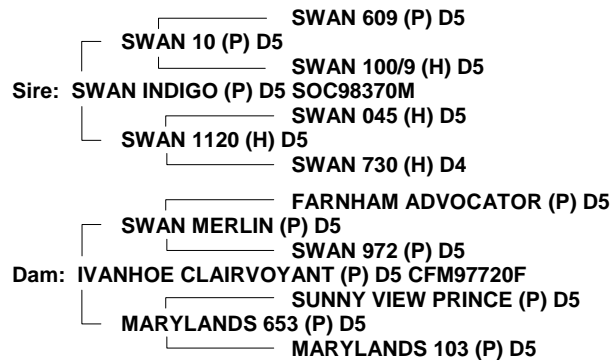 SWAN 609 (P) D5
SWAN 10 (P) D5
SWAN 100/9 (H) D5
Sire: SWAN INDIGO (P) D5 SOC98370M
SWAN 045 (H) D5
SWAN 1120 (H) D5
SWAN 730 (H) D4
FARNHAM ADVOCATOR (P) D5
SWAN MERLIN (P) D5
SWAN 972 (P) D5
Dam: IVANHOE CLAIRVOYANT (P) D5 CFM97720F
SUNNY VIEW PRINCE (P) D5
MARYLANDS 653 (P) D5
MARYLANDS 103 (P) D5